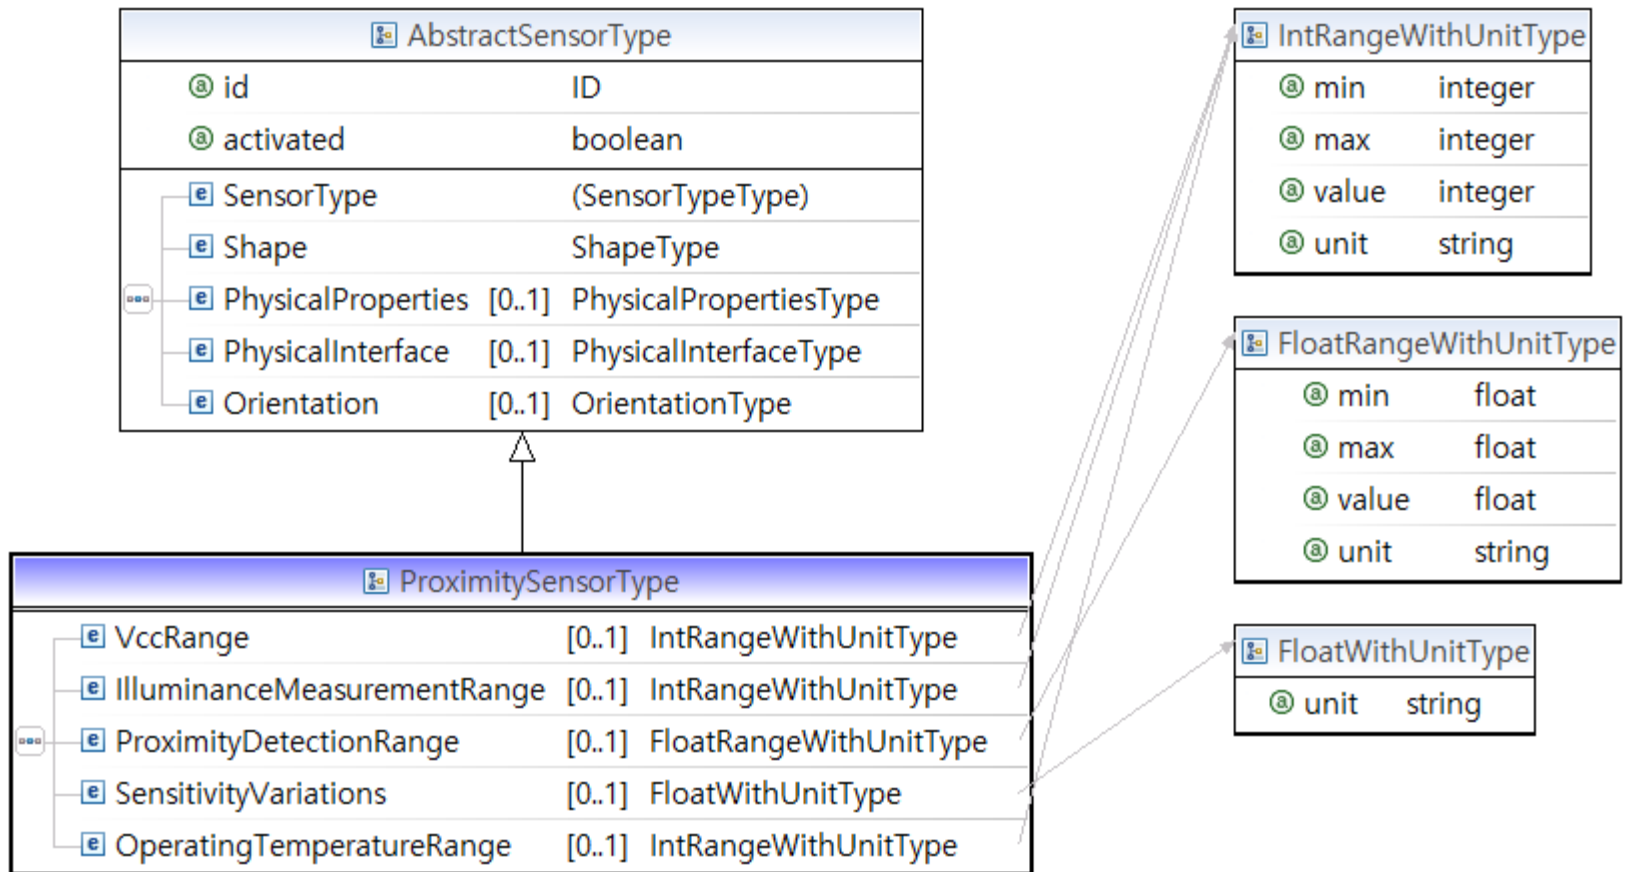 AbstractSensorType
id ID
activated boolean
SensorType (SensorTypeType)
Shape ShapeType
PhysicalProperties [0..1] PhysicalPropertiesType
PhysicalInterface [0..1] PhysicalInterfaceType
Orientation [0..1] OrientationType
ProximitySensorType
VccRange [0..1] IntRangeWithUnitType
IlluminanceMeasurementRange [0..1] IntRangeWithUnitType
ProximityDetectionRange [0..1] FloatRangeWithUnitType
SensitivityVariations [0..1] FloatWithUnitType
OperatingTemperatureRange [0..1] IntRangeWithUnitType
IntRangeWithUnitType
min integer
max integer
value integer
unit string
FloatRangeWithUnitType
min float
max float
value float
unit string
FloatWithUnitType
unit string